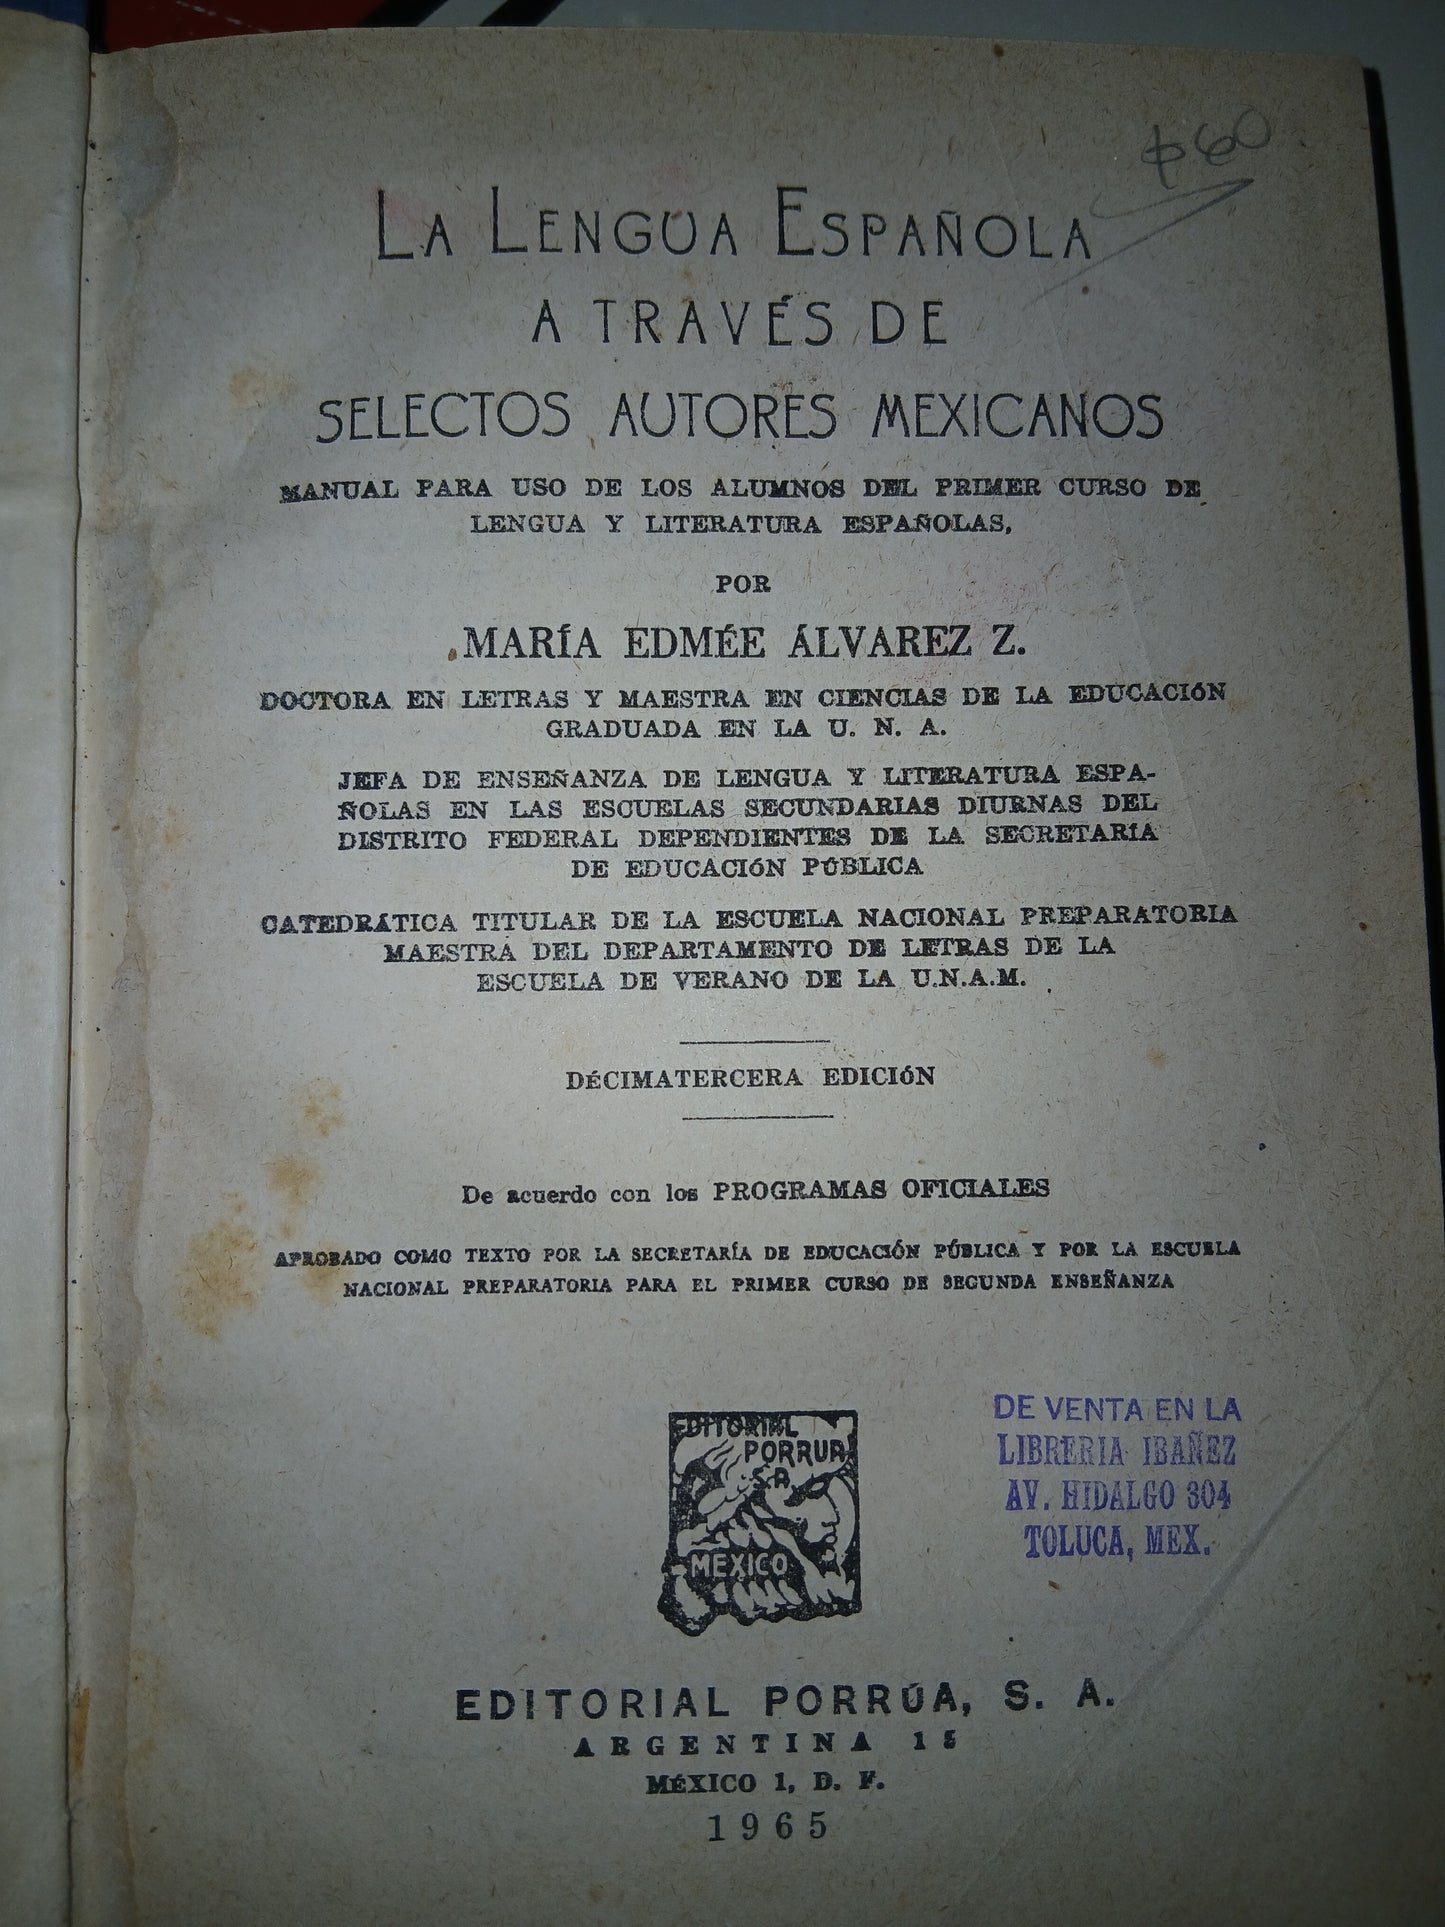 $60
LA LENGUA ESPAÑOLA
A TRAVÉS DE
SELECTOS AUTORES MEXICANOS
MANUAL PARA USO DE LOS ALUMNOS DEL PRIMER CURSO DE
LENGUA Y LITERATURA ESPAÑOLAS,
POR
MARÍA EDMÉE ÁLVAREZ Z.
DOCTORA EN LETRAS Y MAESTRA EN CIENCIAS DE LA EDUCACIÓN
GRADUADA EN LA U. N. A.
JEFA DE ENSEÑANZA DE LENGUA Y LITERATURA ESPA-
ÑOLAS EN LAS ESCUELAS SECUNDARIAS DIURNAS DEL
DISTRITO FEDERAL DEPENDIENTES DE LA SECRETARÍA
DE EDUCACIÓN PÚBLICA
CATEDRÁTICA TITULAR DE LA ESCUELA NACIONAL PREPARATORIA
MAESTRA DEL DEPARTAMENTO DE LETRAS DE LA
ESCUELA DE VERANO DE LA U.N.A.M.
DÉCIMATERCERA EDICIÓN
De acuerdo con los PROGRAMAS OFICIALES
APROBADO COMO TEXTO POR LA SECRETARÍA DE EDUCACIÓN PÚBLICA Y POR LA ESCUELA
NACIONAL PREPARATORIA PARA EL PRIMER CURSO DE SEGUNDA ENSEÑANZA
EDITORIAL
PORRUA
S.A.
MEXICO
DE VENTA EN LA
LIBRERIA IBAÑEZ
AV. HIDALGO 304
TOLUCA, MEX.
EDITORIAL PORRÚA, S. A.
ARGENTINA 15
MÉXICO 1, D. F.
1965